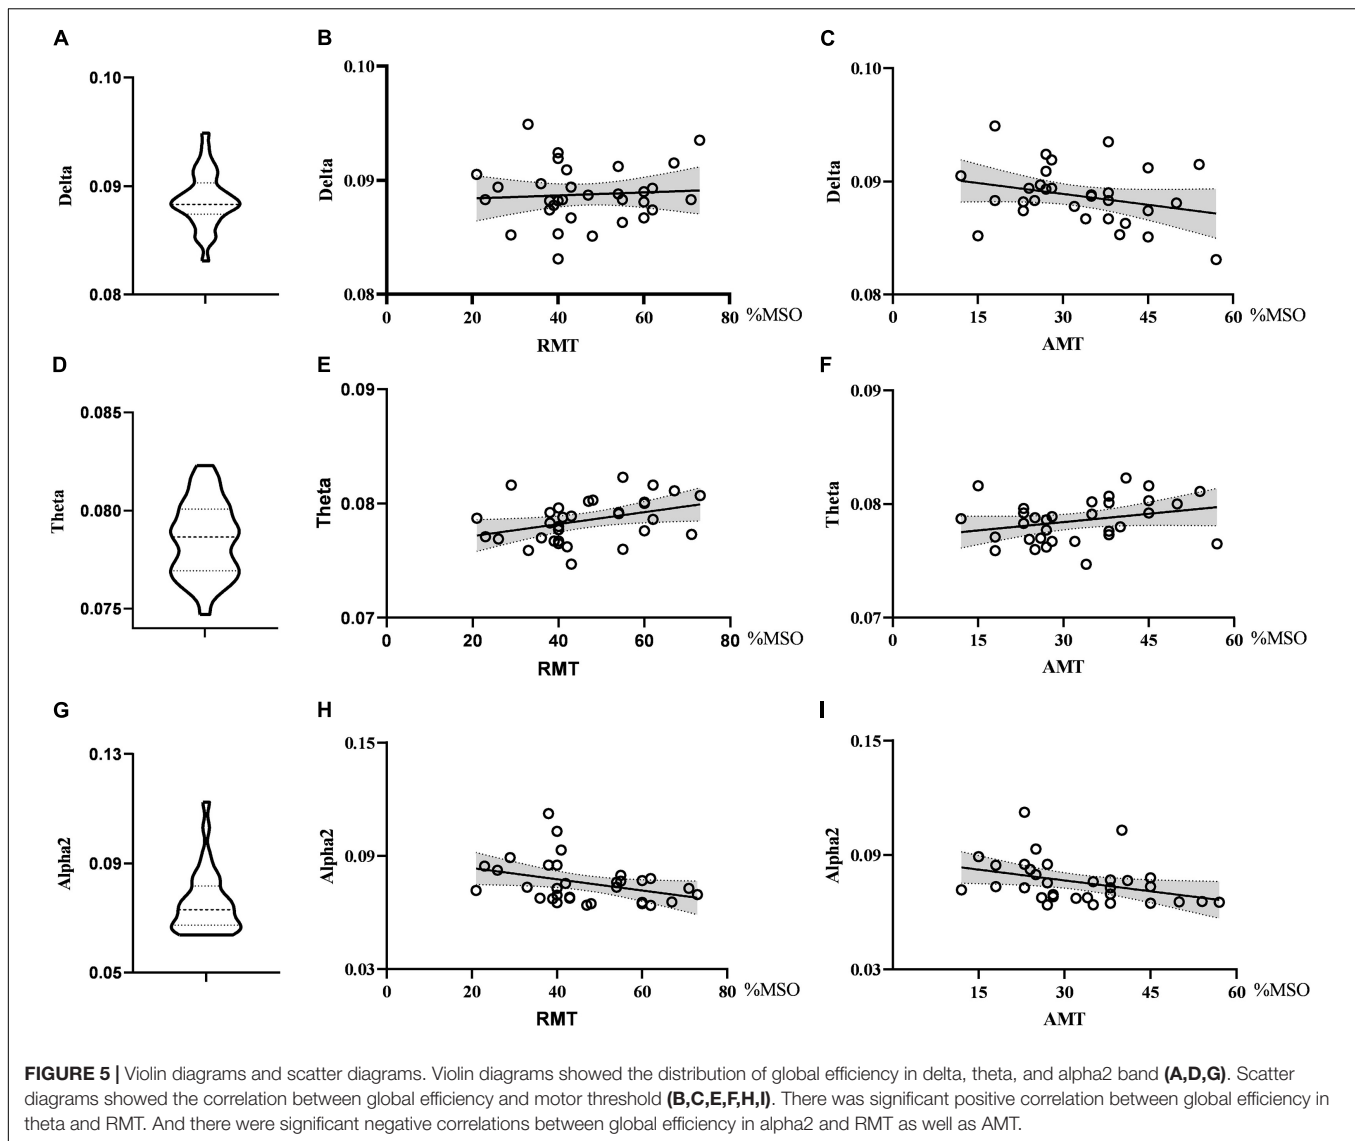 A
0.10
0.09
0.08
Delta
B
0.10
0.09
0.08
Delta
0 20 40 60 80 %MSO
RMT
C
0.10
0.09
0.08
Delta
0 15 30 45 60 %MSO
AMT
D
0.085
0.080
0.075
Theta
E
0.09
0.08
0.07
Theta
0 20 40 60 80 %MSO
RMT
F
0.09
0.08
0.07
Theta
0 15 30 45 60 %MSO
AMT
G
0.13
0.09
0.05
Alpha2
H
0.15
0.09
0.03
Alpha2
0 20 40 60 80 %MSO
RMT
I
0.15
0.09
0.03
Alpha2
15 30 45 60 %MSO
AMT
FIGURE 5 | Violin diagrams and scatter diagrams. Violin diagrams showed the distribution of global efficiency in delta, theta, and alpha2 band (A,D,G). Scatter
diagrams showed the correlation between global efficiency and motor threshold (B,C,E,F,H,I). There was significant positive correlation between global efficiency in
theta and RMT. And there were significant negative correlations between global efficiency in alpha2 and RMT as well as AMT.